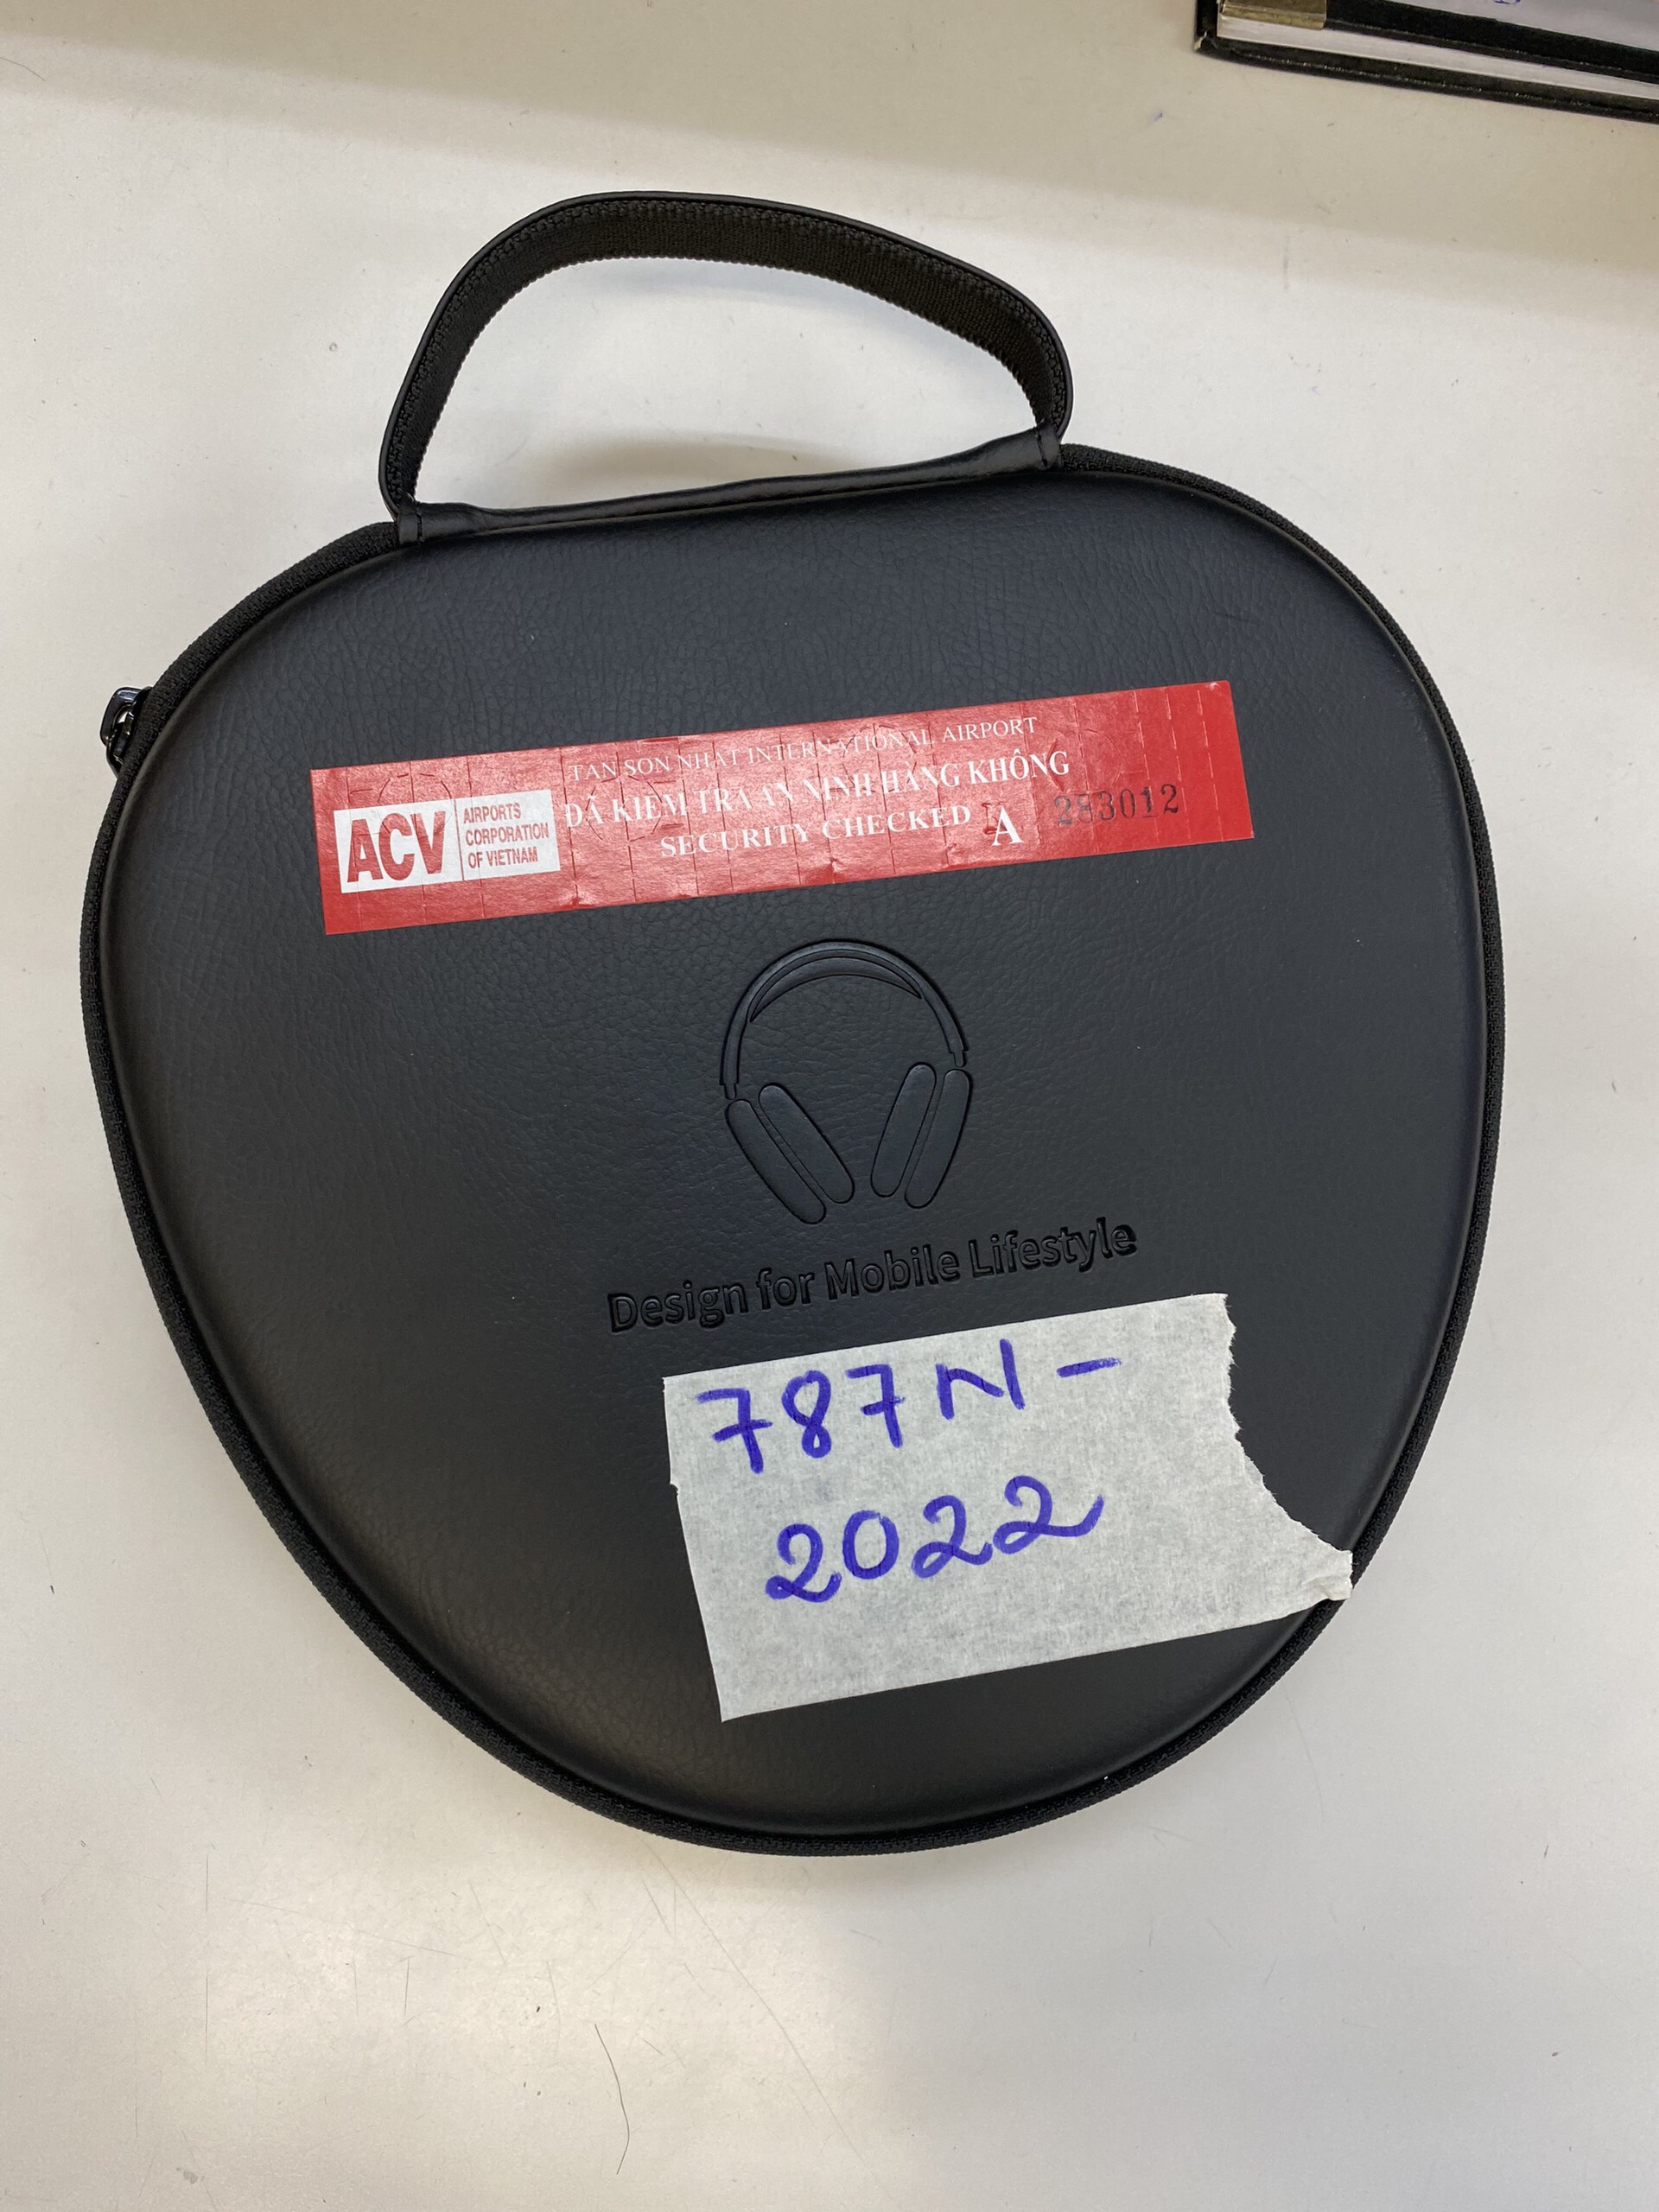 TAN SON NHAT INTERNATIONAL AIRPORT
ACV
AIRPORTS
CORPORATION
OF VIETNAM
ĐÃ KIỂM TRA AN NINH HÀNG KHÔNG
SECURITY CHECKED A 283012
Design for Mobile Lifestyle
787N-
2022